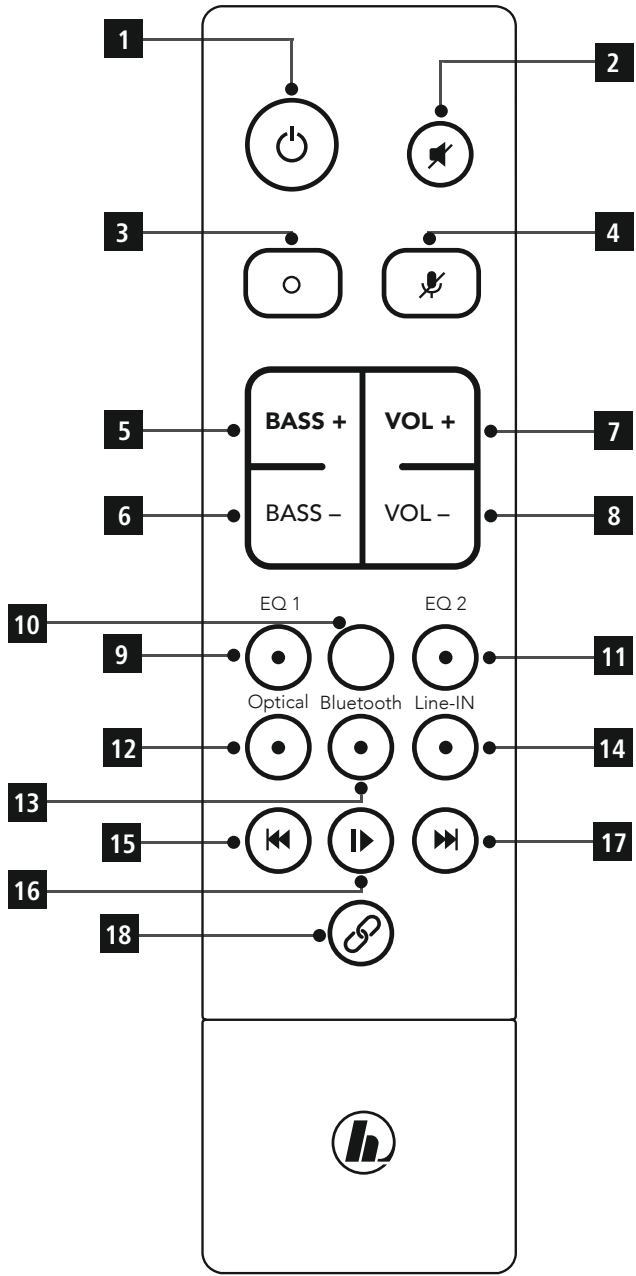 1
2
3 4
BASS + VOL +
5 7
BASS – VOL –
6 8
EQ 1 EQ 2
10
9 11
Optical Bluetooth Line-IN
12 14
13
15 17
16
18
h